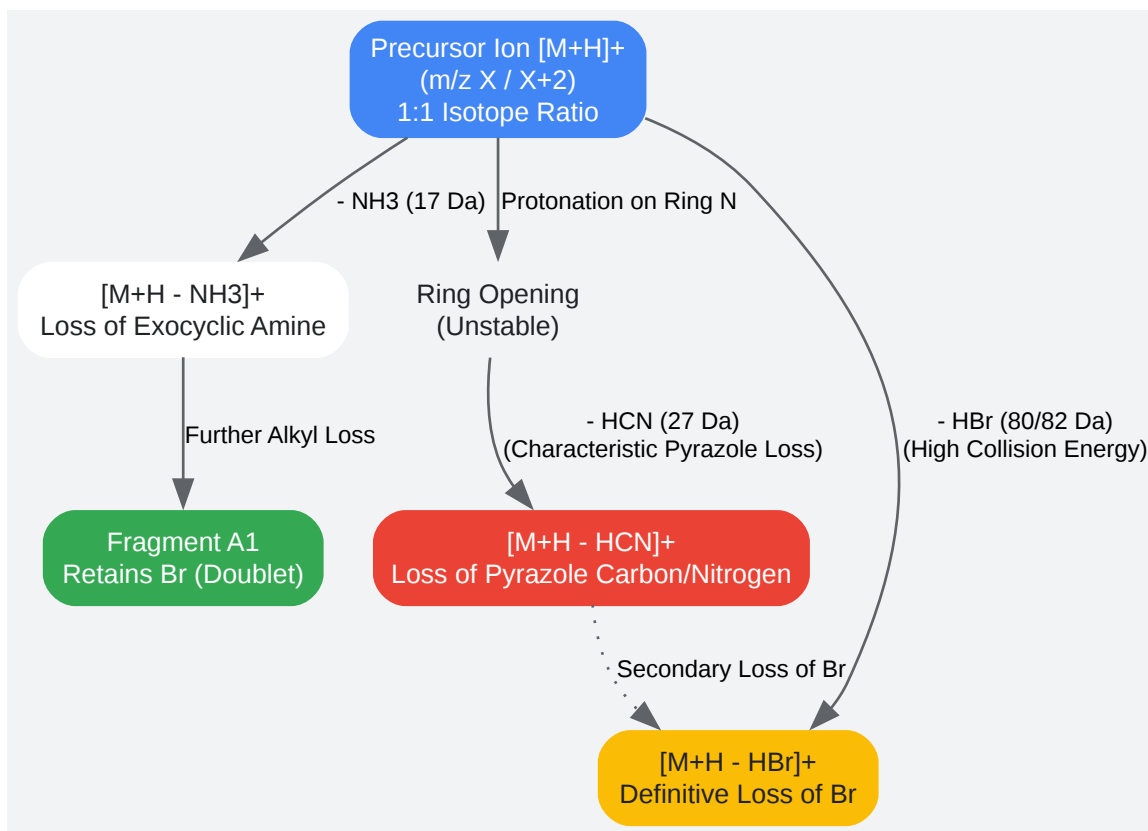 Precursor Ion [M+H]+
(m/z X / X+2)
1:1 Isotope Ratio
- NH3 (17 Da)
Protonation on Ring N
[M+H - NH3]+
Loss of Exocyclic Amine
Ring Opening
(Unstable)
Further Alkyl Loss
- HCN (27 Da)
(Characteristic Pyrazole Loss)
- HBr (80/82 Da)
(High Collision Energy)
Fragment A1
Retains Br (Doublet)
[M+H - HCN]+
Loss of Pyrazole Carbon/Nitrogen
Secondary Loss of Br
[M+H - HBr]+
Definitive Loss of Br